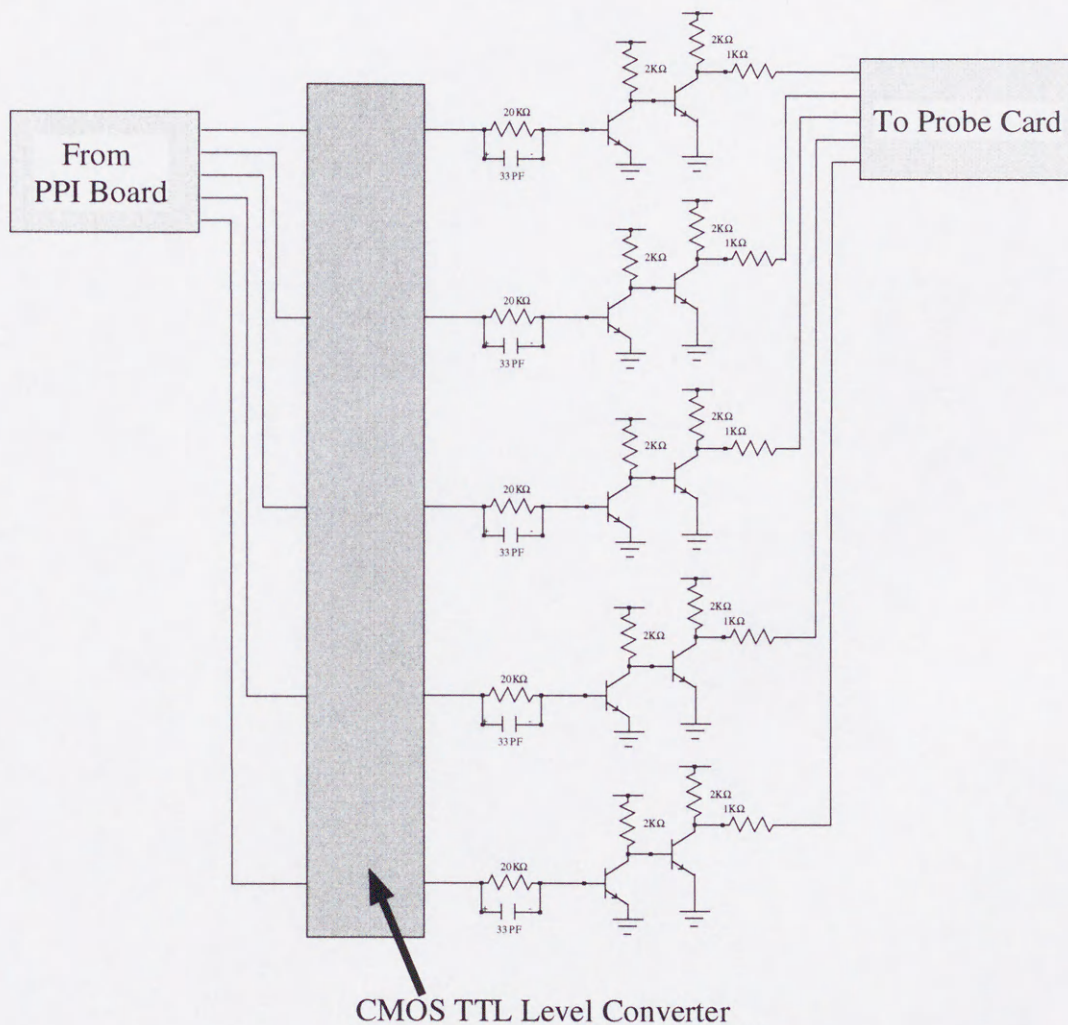 2KΩ
1KΩ
2KΩ
From
PPI Board
To Probe Card
20KΩ
+ -
33PF
2KΩ
1KΩ
2KΩ
20KΩ
+ -
33PF
2KΩ
1KΩ
2KΩ
20KΩ
+ -
33PF
2KΩ
1KΩ
2KΩ
20KΩ
+ -
33PF
2KΩ
1KΩ
2KΩ
20KΩ
+ -
33PF
CMOS TTL Level Converter